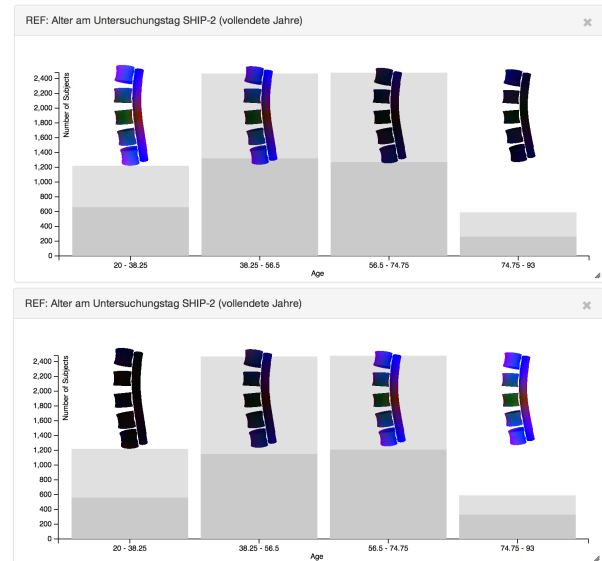 REF: Alter am Untersuchungstag SHIP-2 (vollendete Jahre)
×
Number of Subjects
2,400
2,200
2,000
1,800
1,600
1,400
1,200
1,000
800
600
400
200
0
20 - 38.25
38.25 - 56.5
56.5 - 74.75
74.75 - 93
Age
REF: Alter am Untersuchungstag SHIP-2 (vollendete Jahre)
×
Number of Subjects
2,400
2,200
2,000
1,800
1,600
1,400
1,200
1,000
800
600
400
200
0
20 - 38.25
38.25 - 56.5
56.5 - 74.75
74.75 - 93
Age